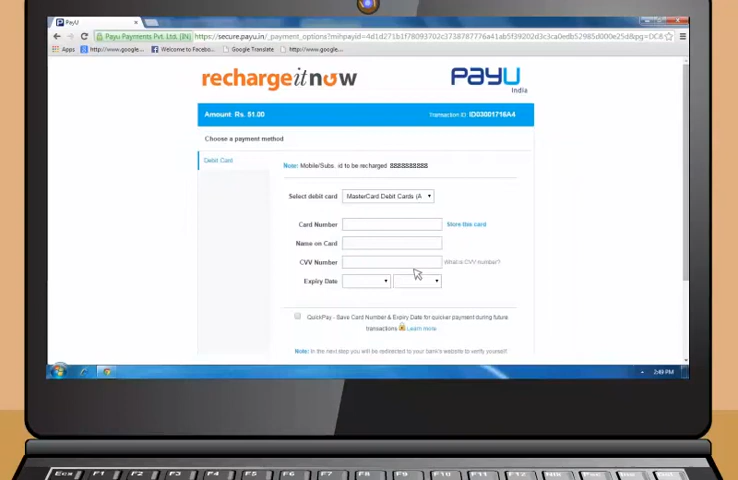 PayU
Payu Payments Pvt. Ltd. [IN] https://secure.payu.in/_payment_options?mihpayid=
Apps http://www.google... Welcome to Facebo... Google Translate http://www.google...
rechargeitnow PayU
India
Amount: Rs. 51.00 Transaction ID: ID03001716A4
Choose a payment method
Debit Card
Note: Mobile/Subs. id to be recharged 8888888888
Select debit card MasterCard Debit Cards (A
Card Number Store this card
Name on Card
CVV Number What is CVV number?
Expiry Date
QuickPay - Save Card Number & Expiry Date for quicker payment during future
transactions Learn more
Note: In the next step you will be redirected to your bank's website to verify yourself!
2:49 PM
Esc F1 F2 F3 F4 F5 F6 F7 F8 F9 F10 F11 F12